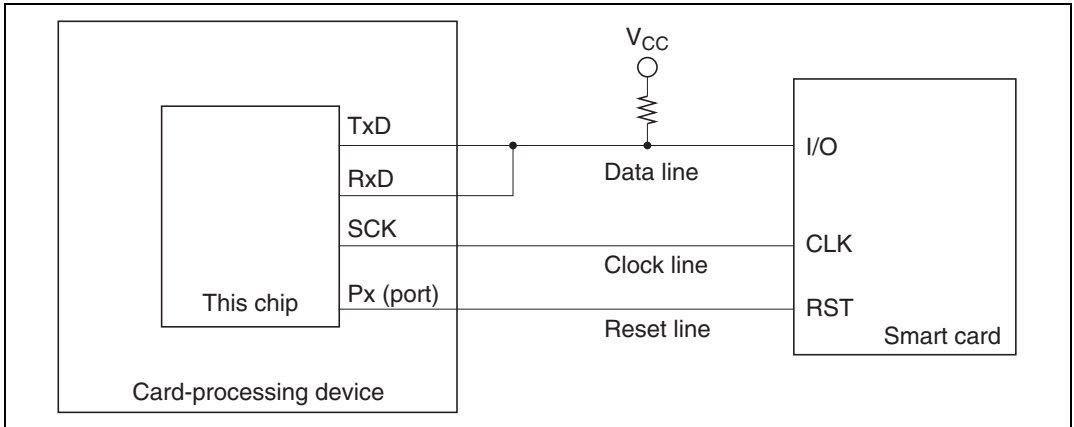 VCC
TxD
I/O
Data line
RxD
SCK
CLK
Clock line
Px (port)
This chip
RST
Reset line
Smart card
Card-processing device